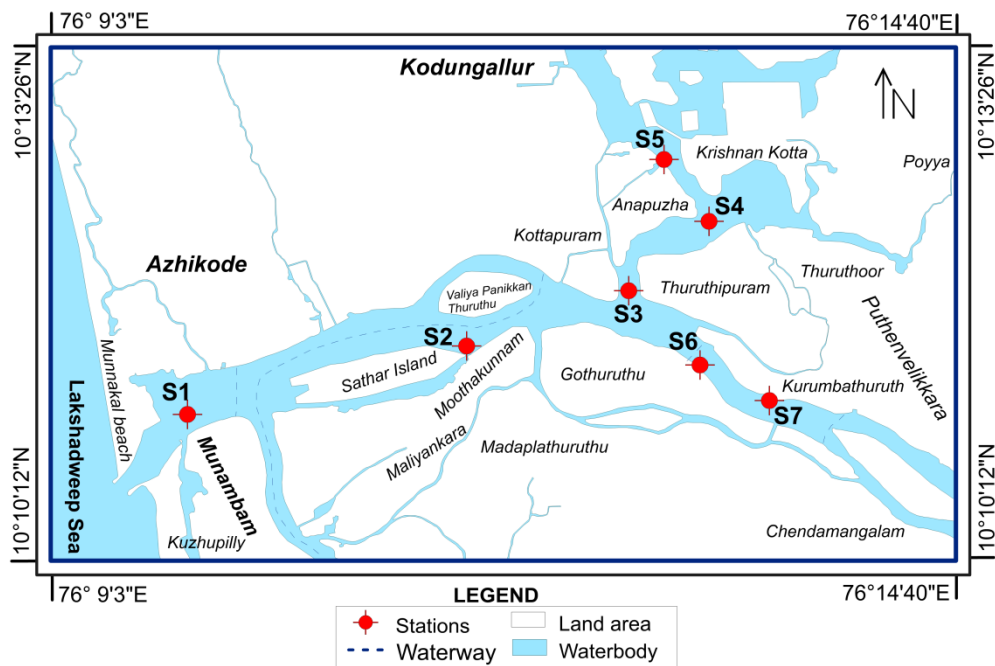 76° 9'3"E
76°14'40"E
10°13'26"N
10°13'26"N
Kodungallur
N
S5
Krishnan Kotta
Poyya
Anapuzha
S4
Kottapuram
Azhikode
Thuruthoor
Valiya Panikkan
Thuruthu
Thuruthipuram
S3
Puthenvelikkara
S2
Munnakal beach
Sathar Island
Moothakunnam
S6
Gothuruthu
Kurumbathuruth
S1
S7
Lakshadweep Sea
Munambam
Maliyankara
Madaplathuruthu
Kuzhupilly
Chendamangalam
10°10'12"N
10°10'12"N
76° 9'3"E
76°14'40"E
LEGEND
Stations
Land area
Waterway
Waterbody